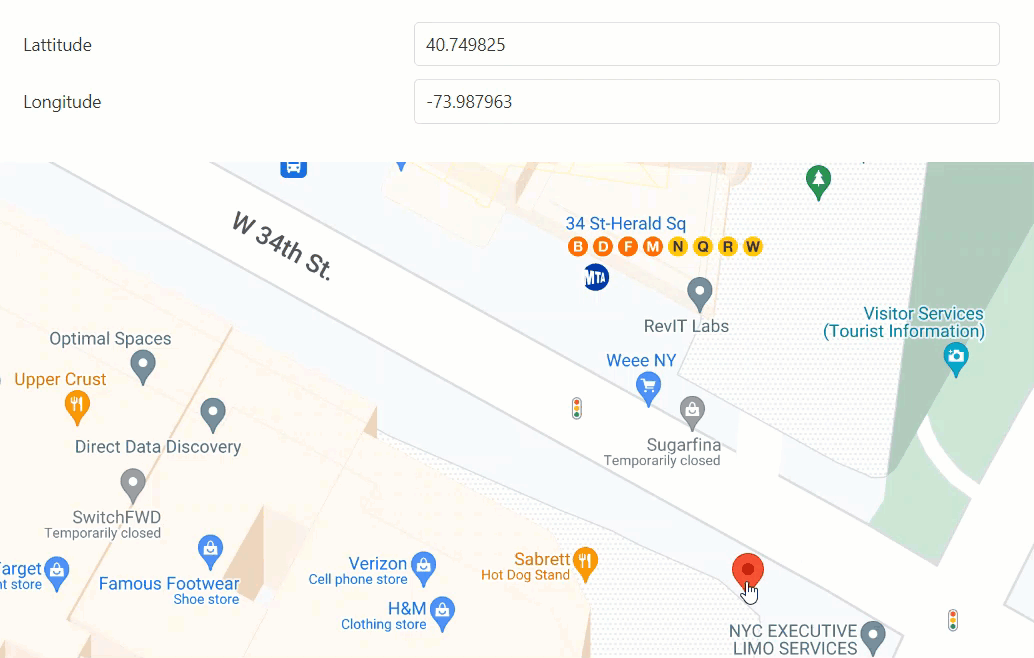 Lattitude
40.749825
Longitude
-73.987963
W 34th St.
34 St-Herald Sq
B D F M N Q R W
MTA
RevIT Labs
Visitor Services
(Tourist Information)
Optimal Spaces
Weee NY
Upper Crust
Direct Data Discovery
Sugarfina
Temporarily closed
SwitchFWD
Temporarily closed
arget
nt store
Famous Footwear
Shoe store
Verizon
Cell phone store
Sabrett
Hot Dog Stand
H&M
Clothing store
NYC EXECUTIVE
LIMO SERVICES